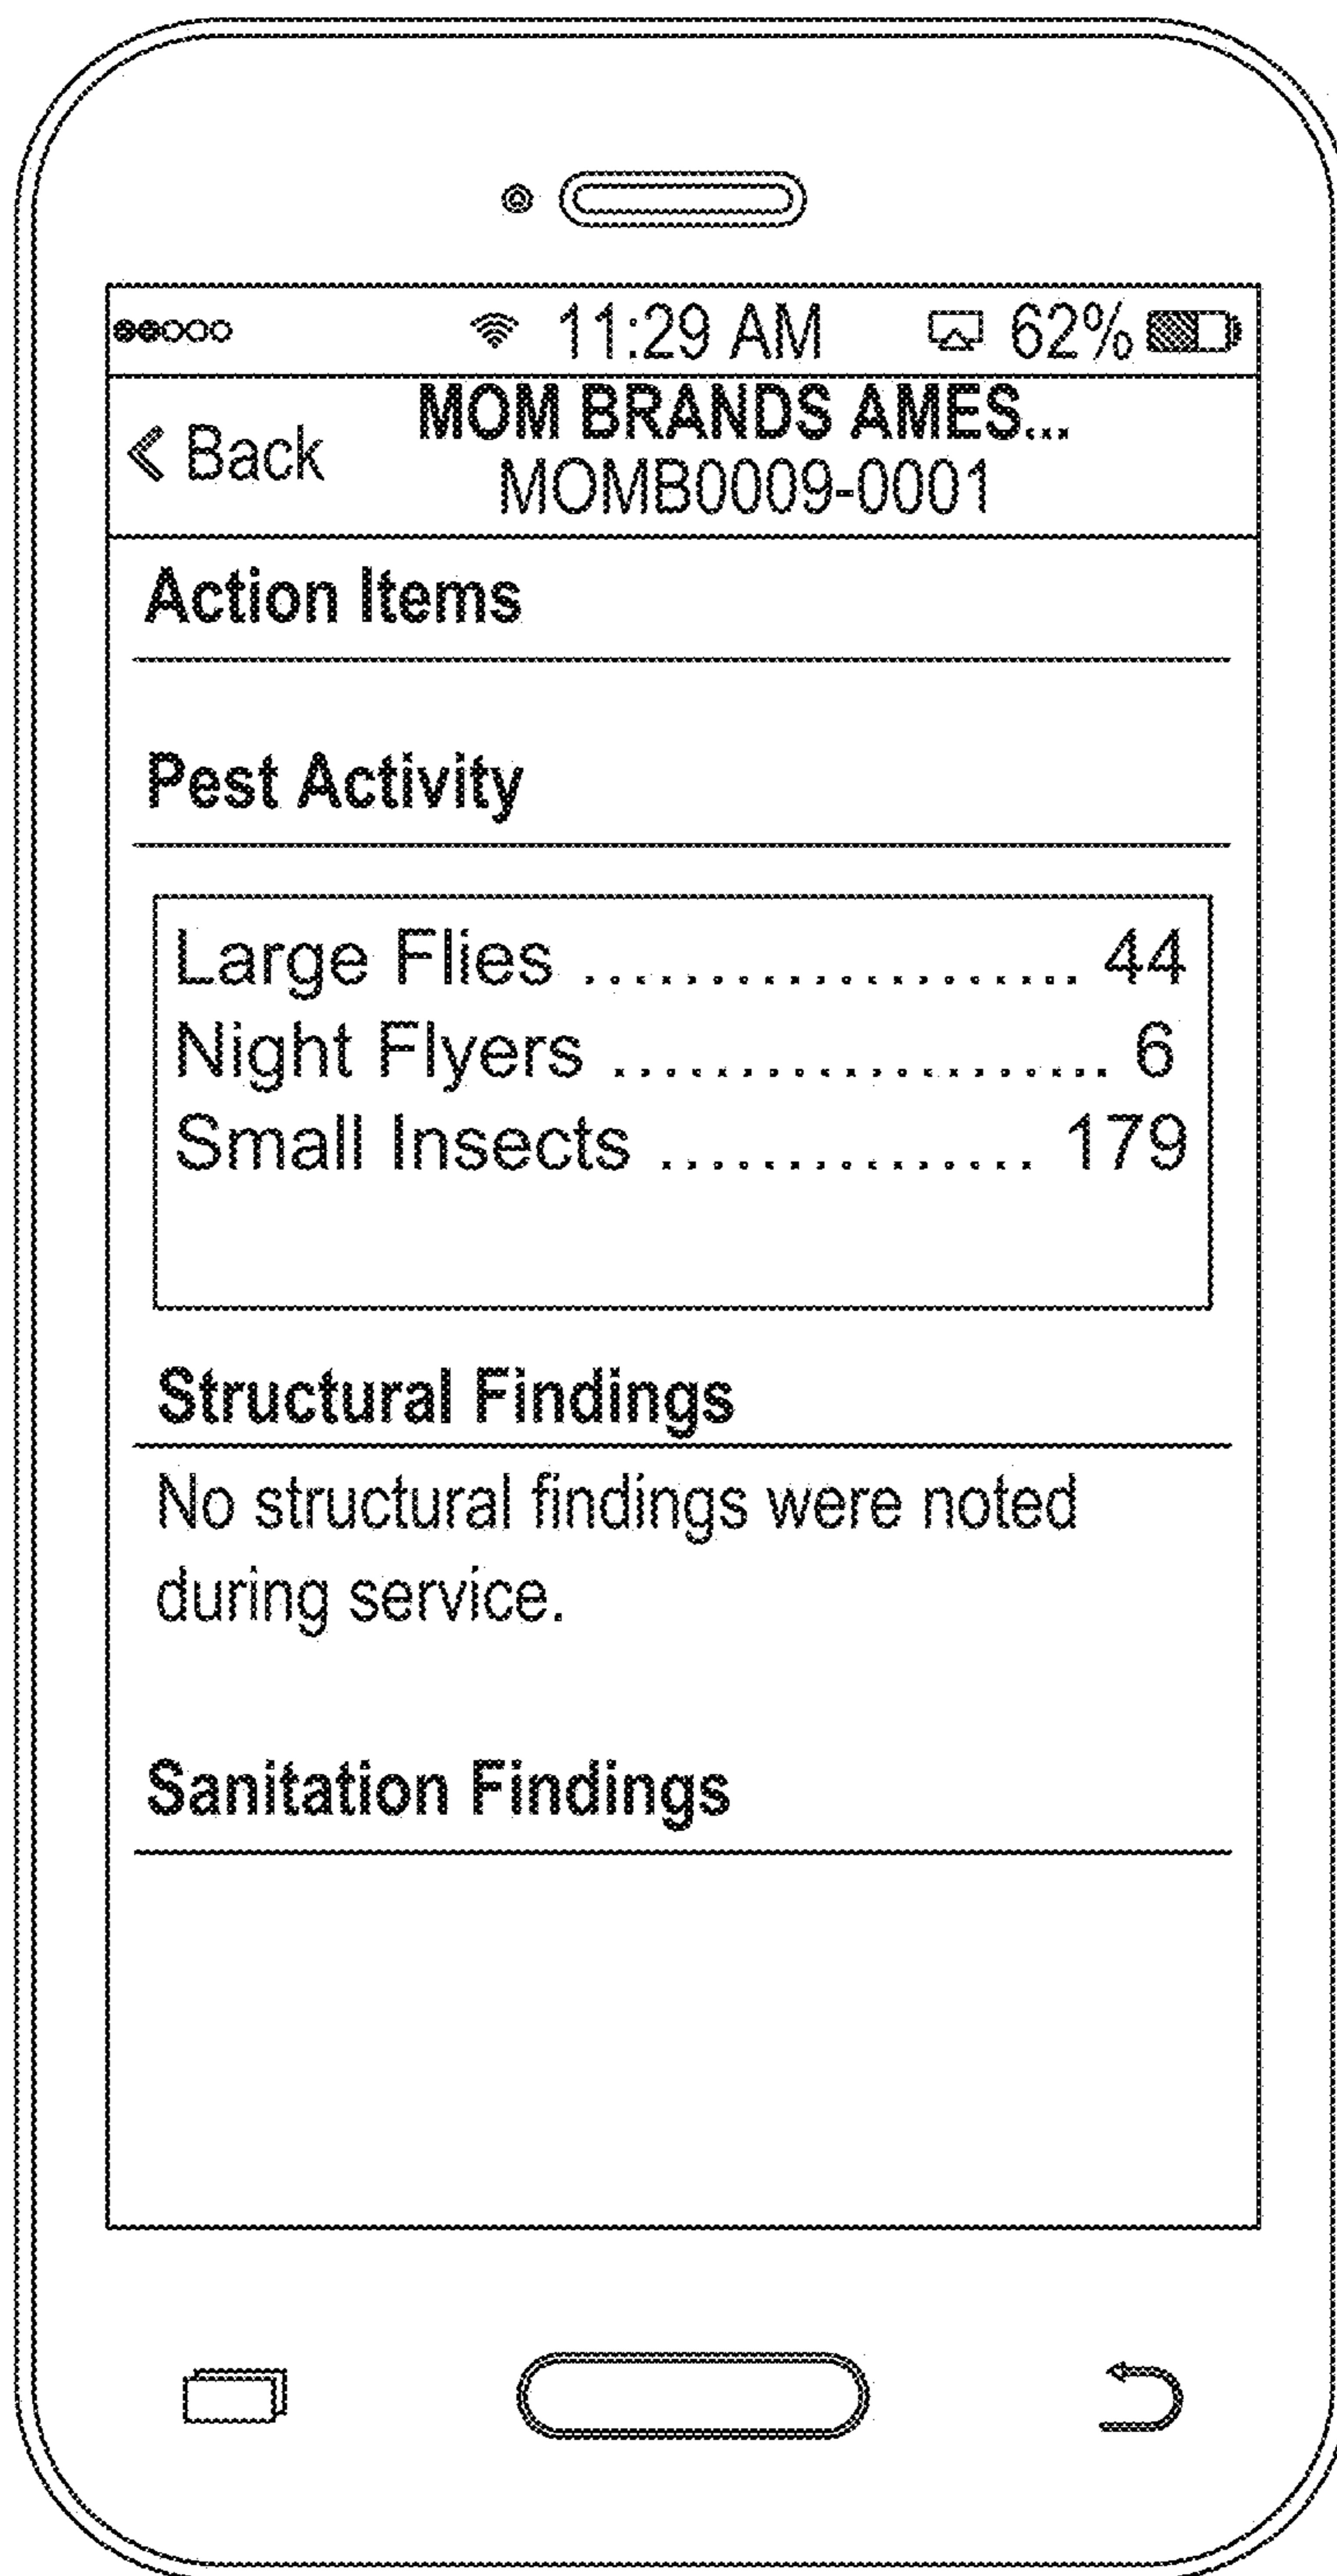 11:29 AM 62%
MOM BRANDS AMES...
< Back
MOMB0009-0001
Action Items
Pest Activity
Large Flies .................... 44
Night Flyers .................... 6
Small Insects ............... 179
Structural Findings
No structural findings were noted
during service.
Sanitation Findings